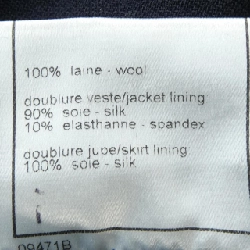 100% laine - wool
doublure veste/jacket lining
90% soie - silk
10% elasthanne - spandex
doublure jupe/skirt lining
100% soie - silk
09471B